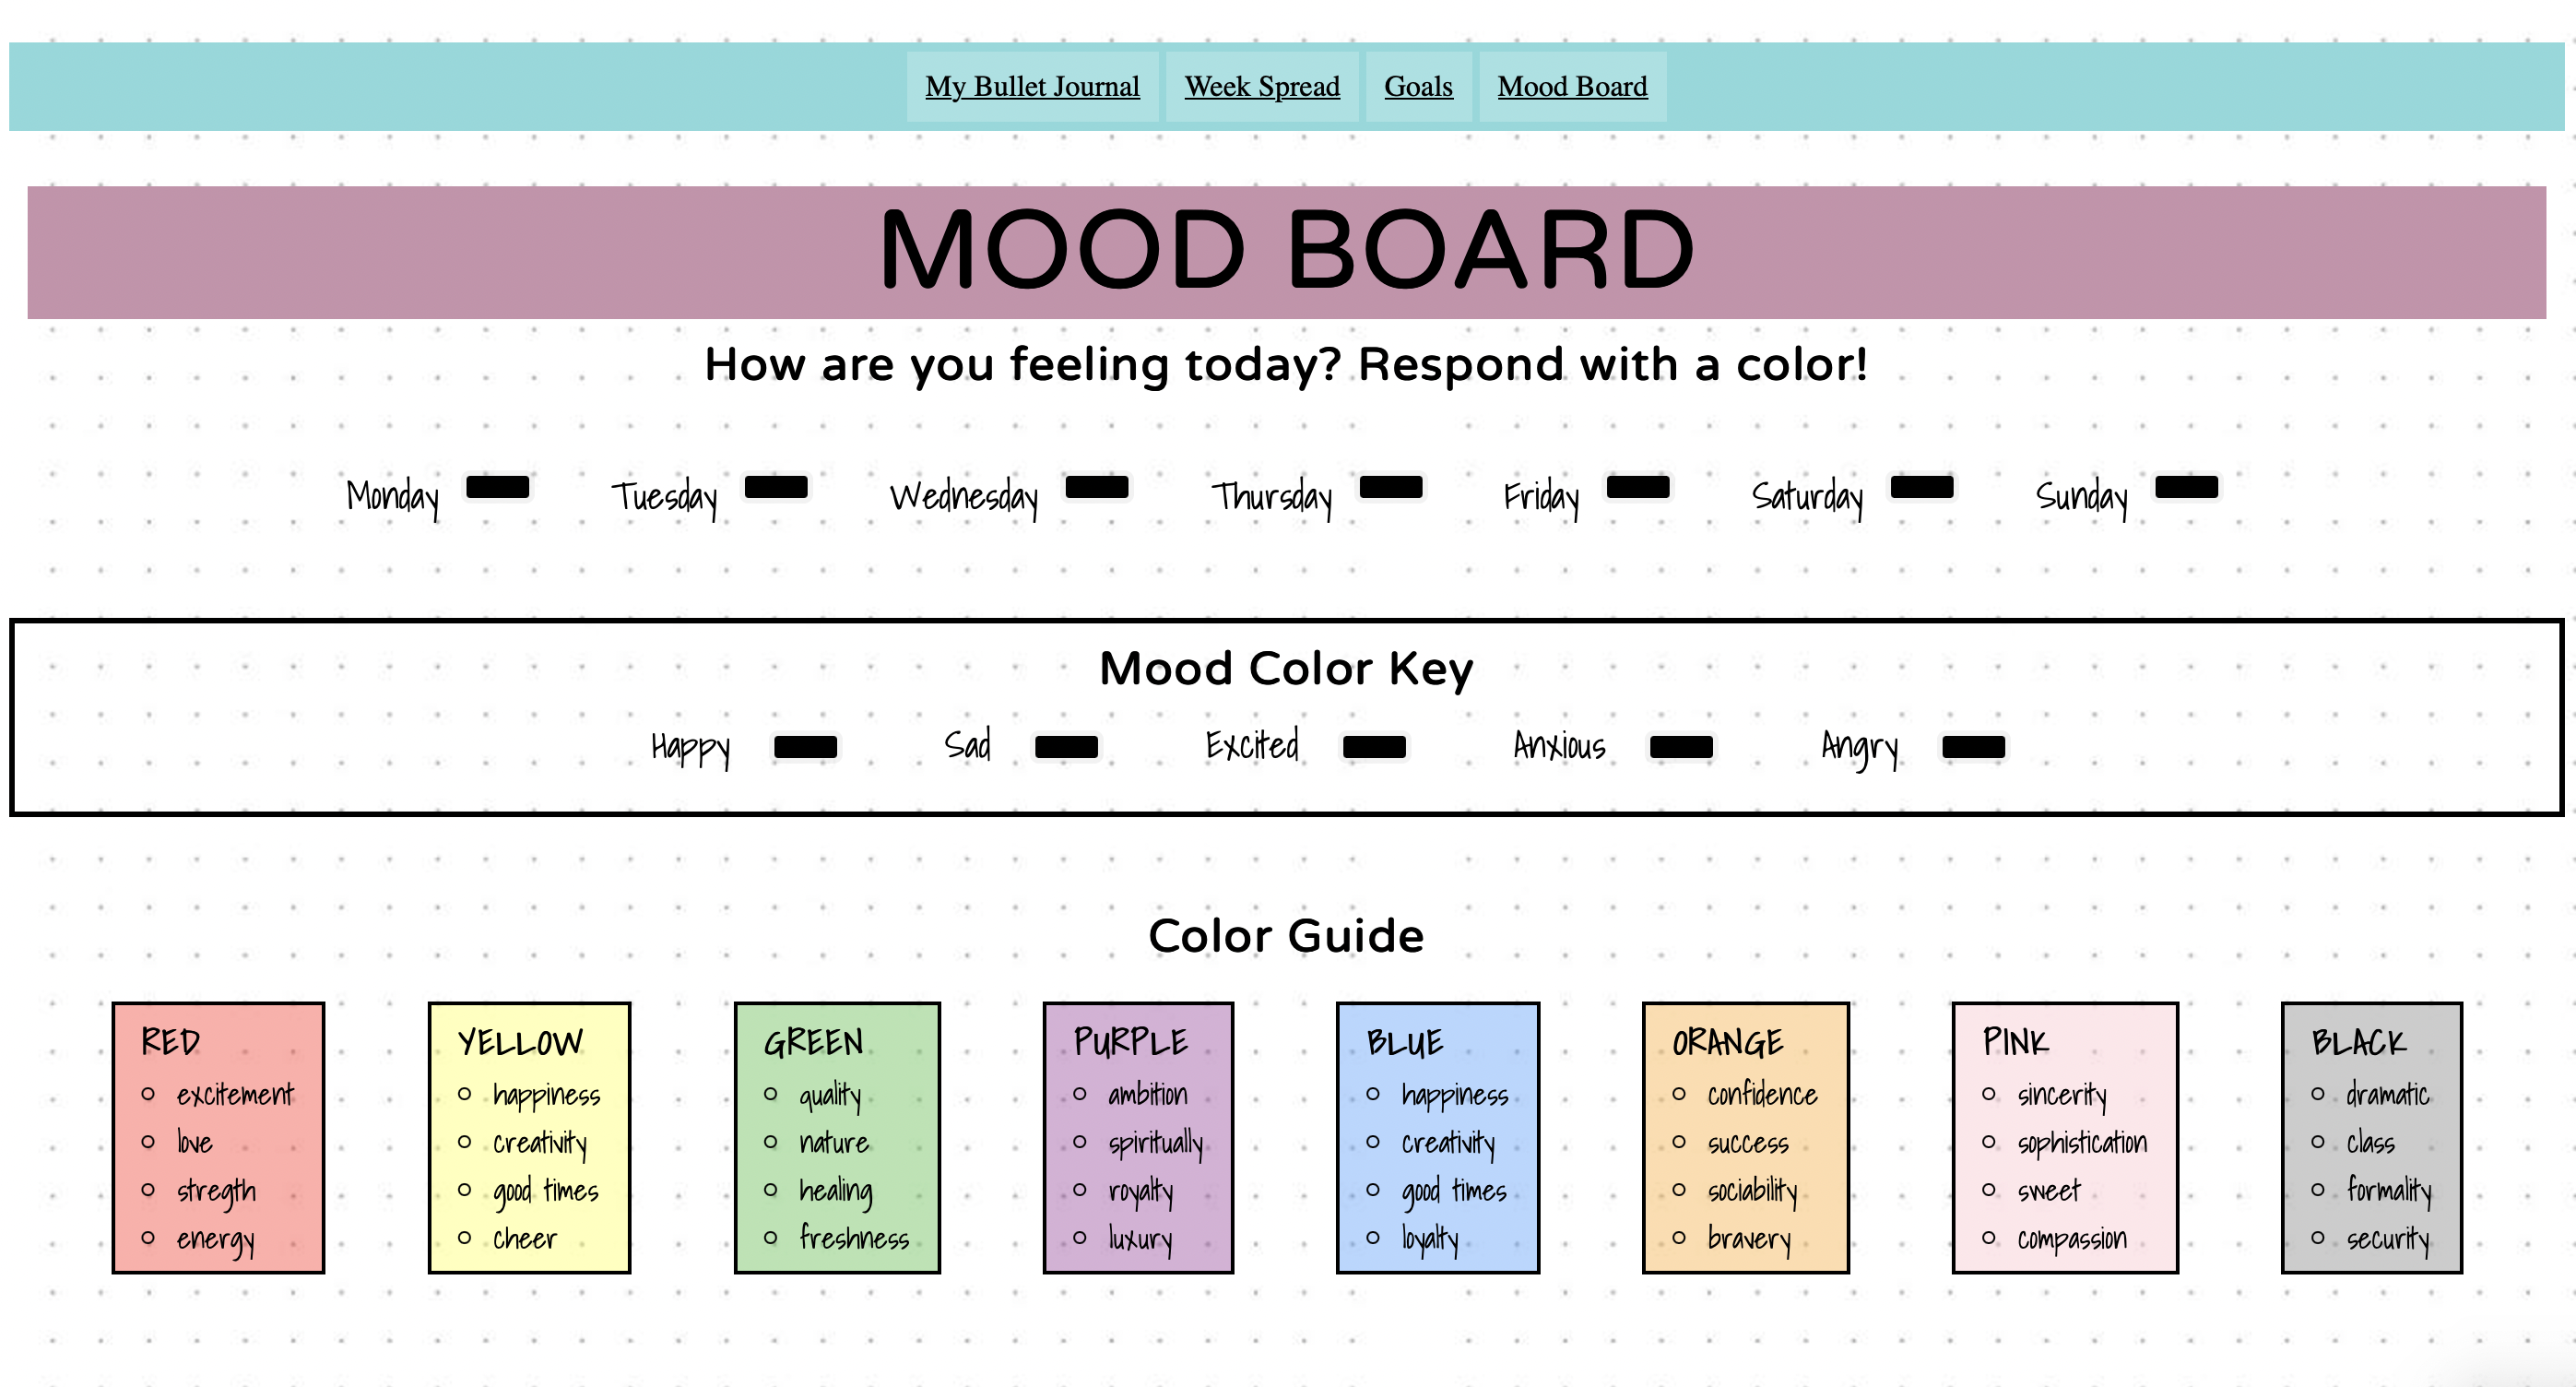 My Bullet Journal Week Spread Goals Mood Board
MOOD BOARD
How are you feeling today? Respond with a color!
Monday Tuesday Wednesday Thursday Friday Saturday Sunday
Mood Color Key
Happy Sad Excited Anxious Angry
Color Guide
RED
excitement
love
stregth
energy
YELLOW
happiness
creativity
good times
cheer
GREEN
quality
nature
healing
freshness
PURPLE
ambition
spiritually
royalty
luxury
BLUE
happiness
creativity
good times
loyalty
ORANGE
confidence
success
sociability
bravery
PINK
sincerity
sophistication
sweet
compassion
BLACK
dramatic
class
formality
security